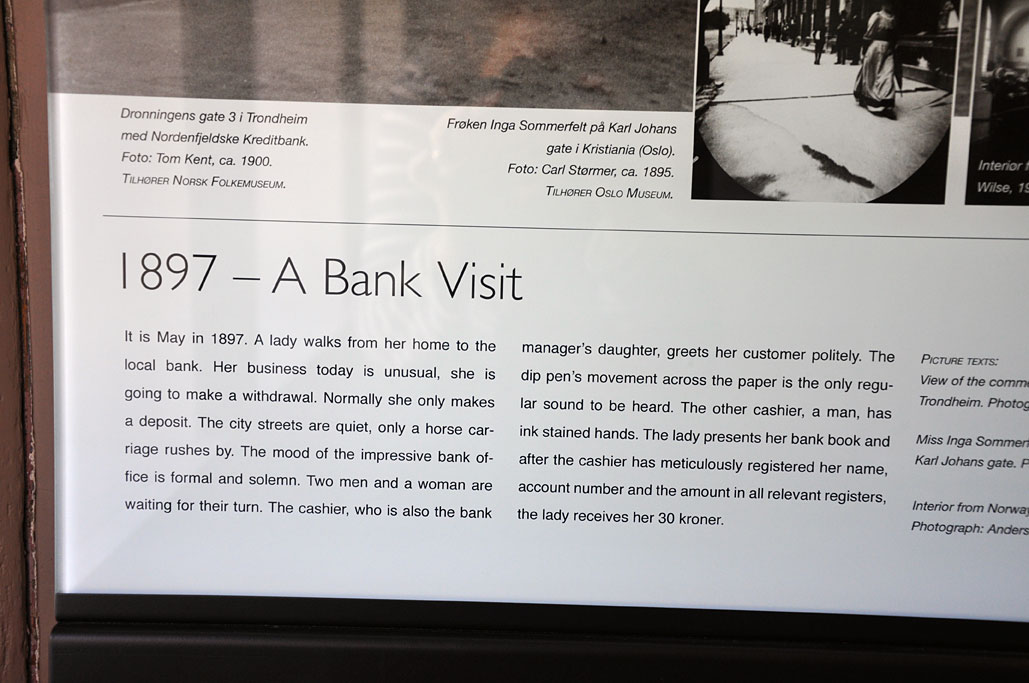 Dronningens gate 3 i Trondheim
med Nordenfjeldske Kreditbank.
Foto: Tom Kent, ca. 1900.
Tilhører Norsk Folkemuseum.
Frøken Inga Sommerfelt på Karl Johans
gate i Kristiania (Oslo).
Foto: Carl Størmer, ca. 1895.
Tilhører Oslo Museum.
Interiør
Wilse,
1897 – A Bank Visit
It is May in 1897. A lady walks from her home to the
local bank. Her business today is unusual, she is
going to make a withdrawal. Normally she only makes
a deposit. The city streets are quiet, only a horse car-
riage rushes by. The mood of the impressive bank of-
fice is formal and solemn. Two men and a woman are
waiting for their turn. The cashier, who is also the bank
manager's daughter, greets her customer politely. The
dip pen's movement across the paper is the only regu-
lar sound to be heard. The other cashier, a man, has
ink stained hands. The lady presents her bank book and
after the cashier has meticulously registered her name,
account number and the amount in all relevant registers,
the lady receives her 30 kroner.
Picture texts:
View of the
Trondheim.
Miss Inga
Karl Johans gate.
Interior from
Photograph: